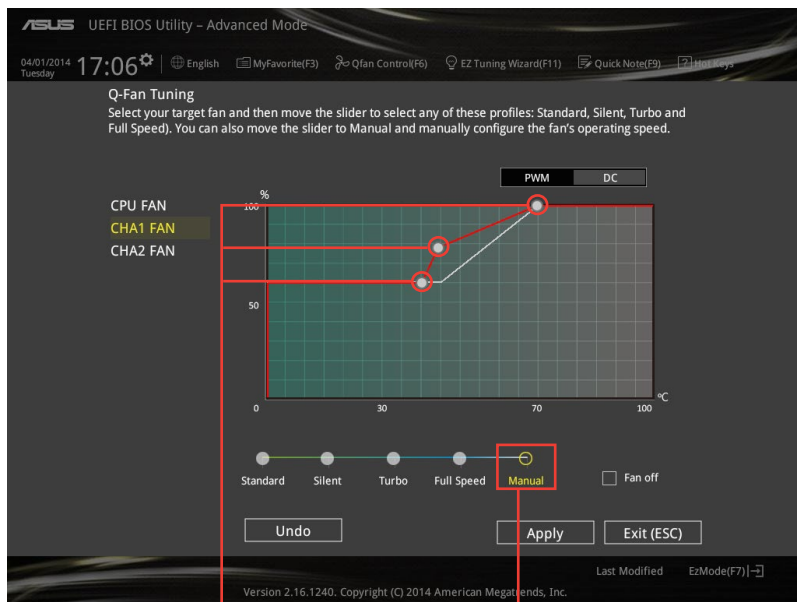 ASUS UEFI BIOS Utility – Advanced Mode
04/01/2014 17:06 English MyFavorite(F3) Qfan Control(F6) EZ Tuning Wizard(F11) Quick Note(F9) ? Hot Keys
Tuesday
Q-Fan Tuning
Select your target fan and then move the slider to select any of these profiles: Standard, Silent, Turbo and
Full Speed). You can also move the slider to Manual and manually configure the fan's operating speed.
PWM DC
%
CPU FAN
100
CHA1 FAN
CHA2 FAN
50
ºC
0 30 70 100
Standard Silent Turbo Full Speed Manual Fan off
Undo Apply Exit (ESC)
Last Modified EzMode(F7)
Version 2.16.1240. Copyright (C) 2014 American Megatrends, Inc.